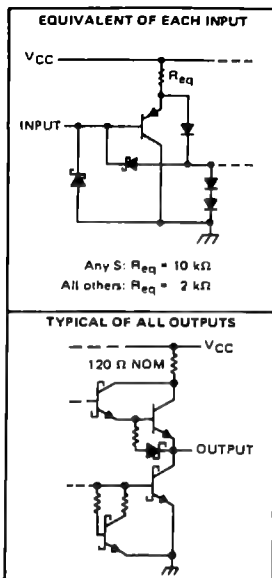 EQUIVALENT OF EACH INPUT
VCC
Req
INPUT
Any S: Req = 10 kΩ
All others: Req = 2 kΩ
TYPICAL OF ALL OUTPUTS
VCC
120 Ω NOM
OUTPUT